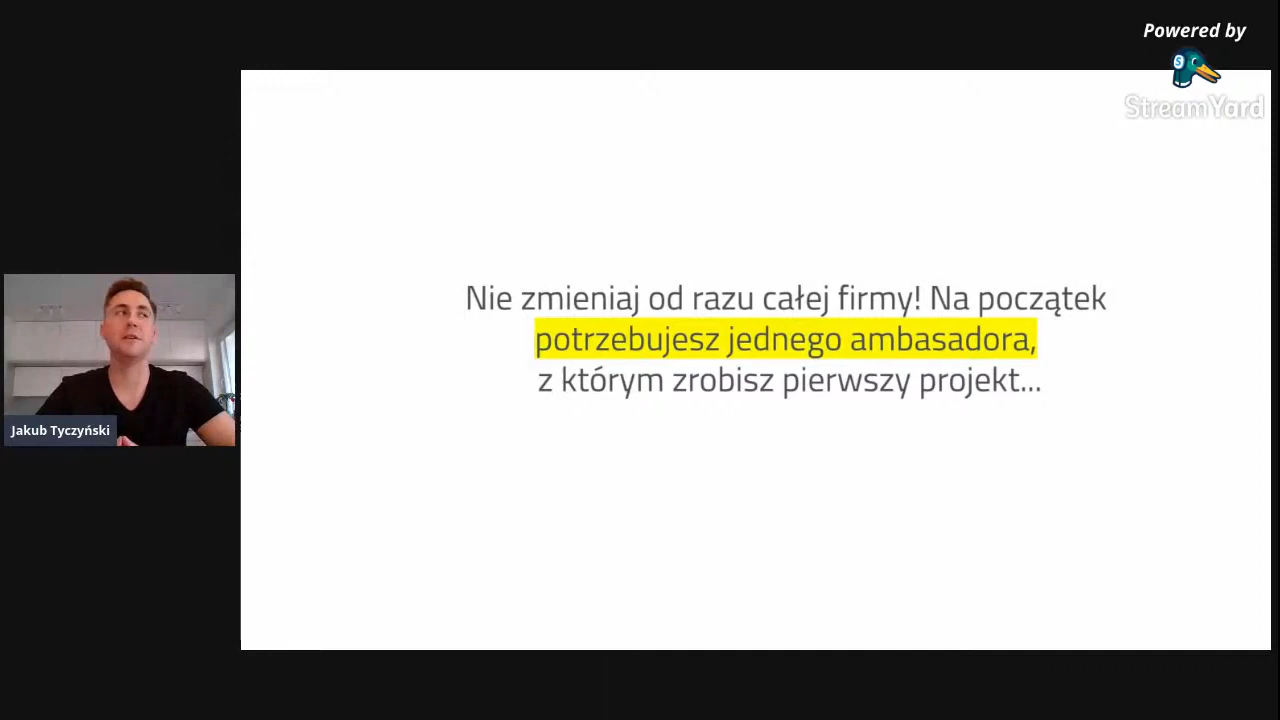 Powered by
StreamYard
Nie zmieniaj od razu całej firmy! Na początek
potrzebujesz jednego ambasadora,
z którym zrobisz pierwszy projekt...
Jakub Tyczyński